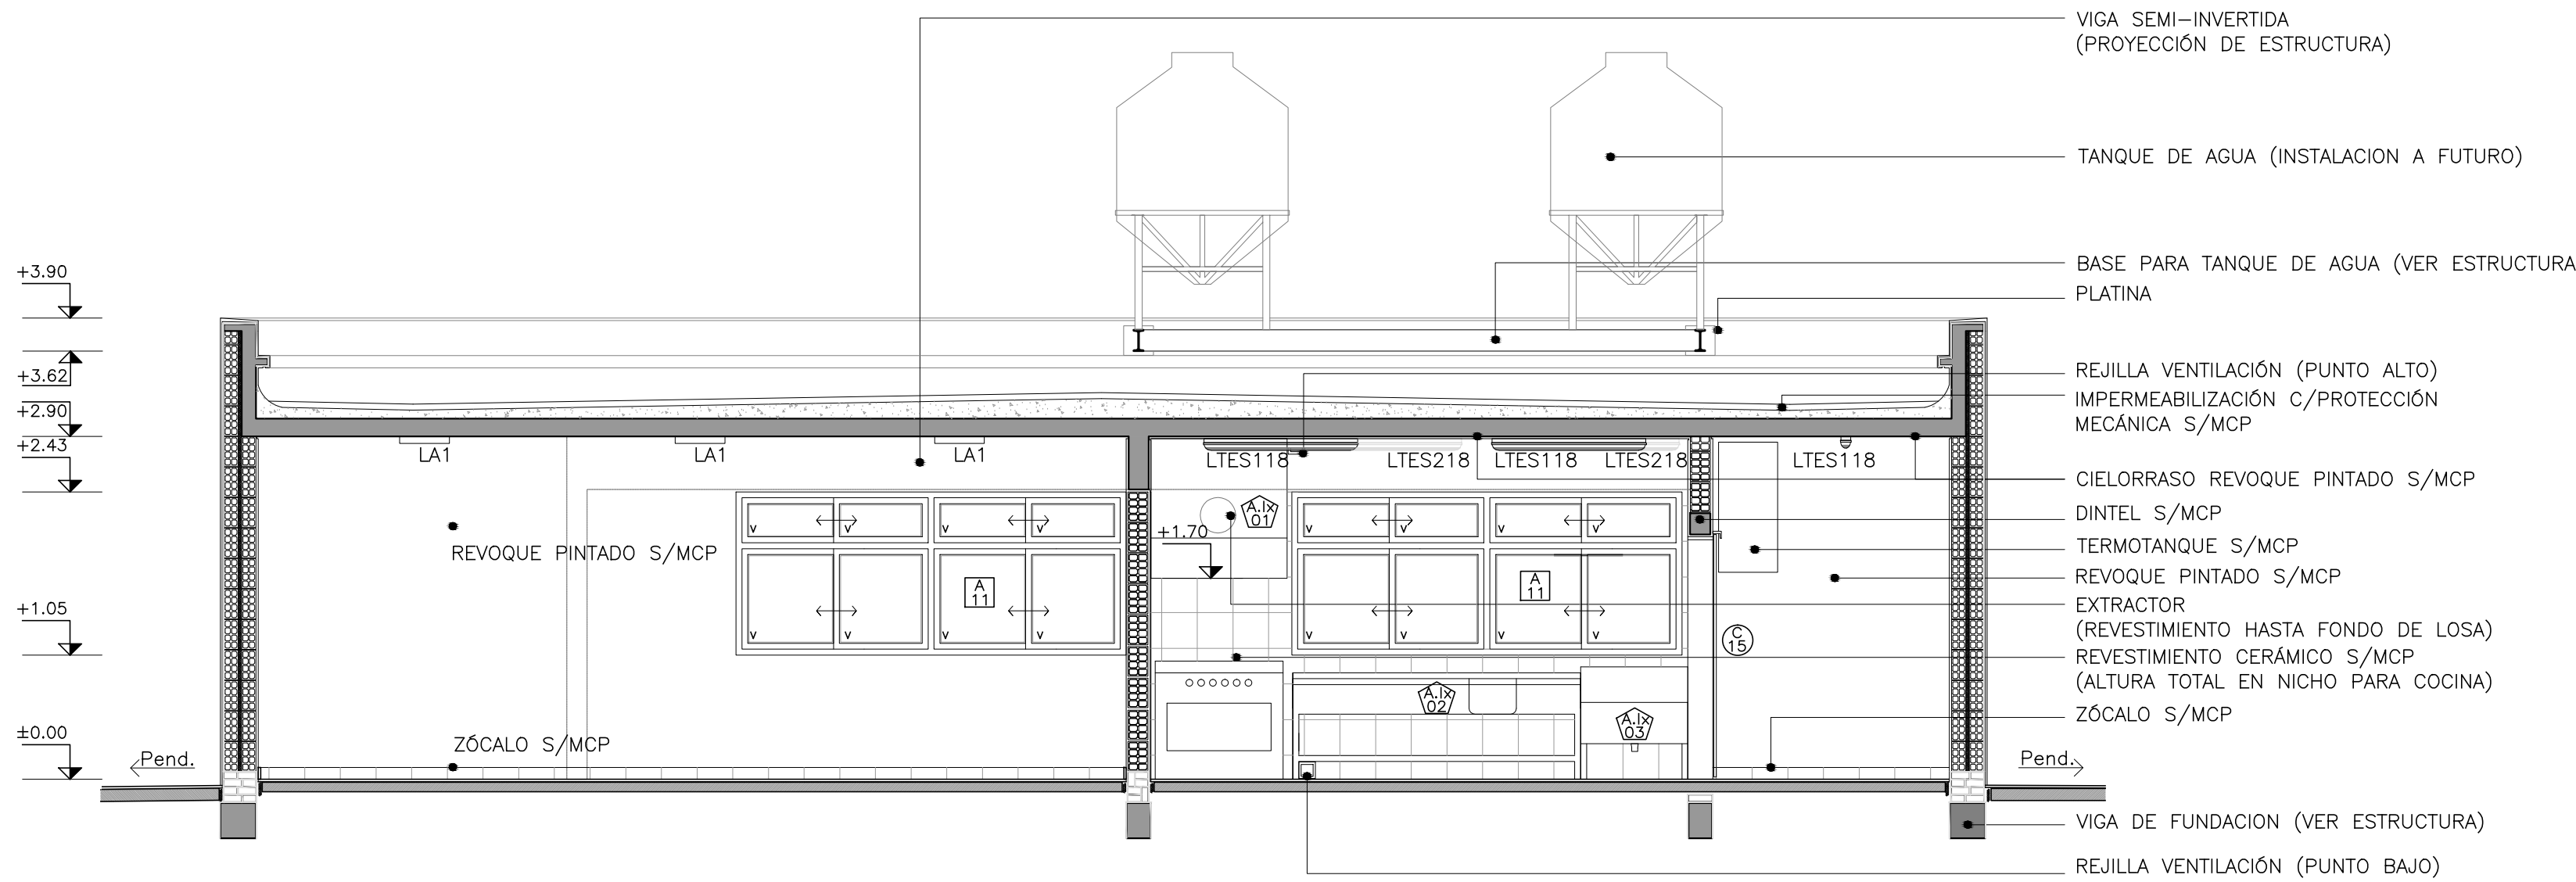 VIGA SEMI-INVERTIDA
(PROYECCIÓN DE ESTRUCTURA)
TANQUE DE AGUA (INSTALACION A FUTURO)
BASE PARA TANQUE DE AGUA (VER ESTRUCTURA
PLATINA
REJILLA VENTILACIÓN (PUNTO ALTO)
IMPERMEABILIZACIÓN C/PROTECCIÓN
MECÁNICA S/MCP
CIELORRASO REVOQUE PINTADO S/MCP
DINTEL S/MCP
TERMOTANQUE S/MCP
REVOQUE PINTADO S/MCP
EXTRACTOR
(REVESTIMIENTO HASTA FONDO DE LOSA)
REVESTIMIENTO CERÁMICO S/MCP
(ALTURA TOTAL EN NICHO PARA COCINA)
ZÓCALO S/MCP
VIGA DE FUNDACION (VER ESTRUCTURA)
REJILLA VENTILACIÓN (PUNTO BAJO)
+3.90
+3.62
+2.90
+2.43
+1.05
±0.00
Pend.
LA1
LA1
LA1
LTES118
LTES218
LTES118
LTES218
LTES118
REVOQUE PINTADO S/MCP
ZÓCALO S/MCP
+1.70
A.Ix
01
A
11
A
11
A.Ix
02
A.Ix
03
C
15
V
V
V
V
V
V
V
V
V
V
V
V
Pend.